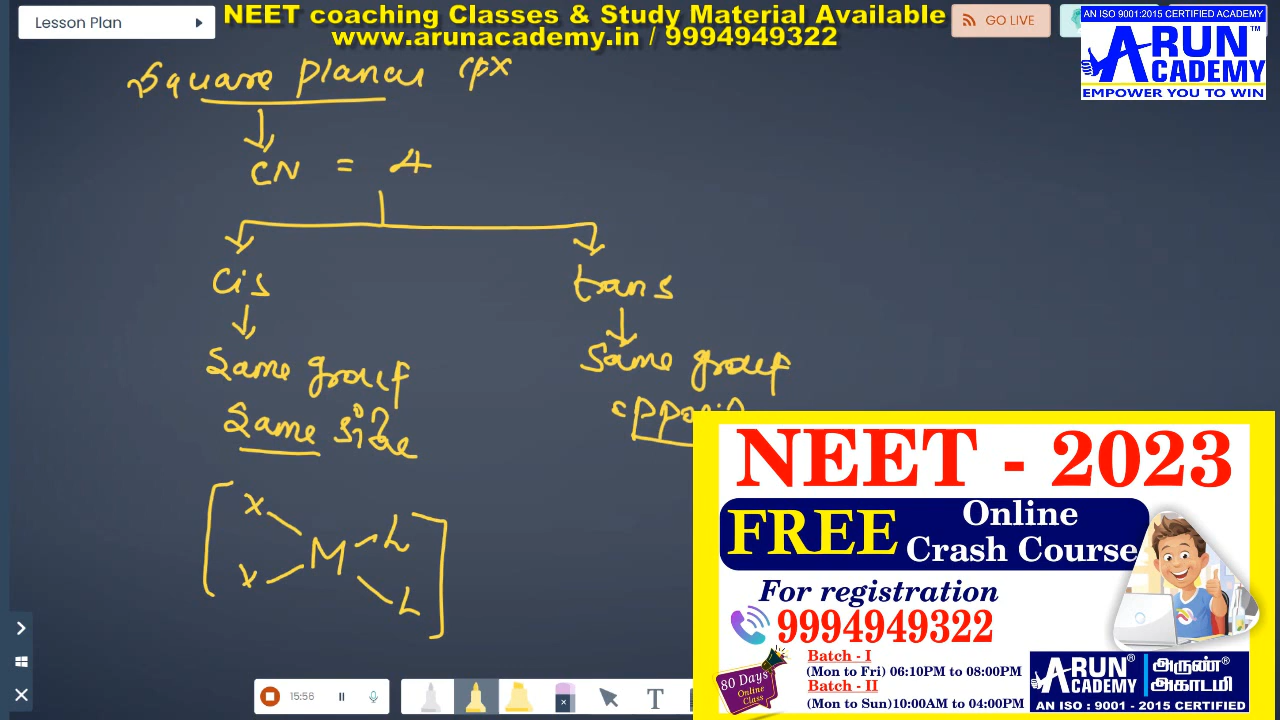 Lesson Plan
NEET coaching Classes & Study Material Available
www.arunacademy.in / 9994949322
GO LIVE
AN ISO 9001:2015 CERTIFIED ACADEMY
ARUN™
ACADEMY
EMPOWER YOU TO WIN
Square planar cpx
CN = 4
Cis
trans
Same group
Same side
Same group
X
X
M
L
L
15:56
T
NEET - 2023
FREE Online
Crash Course
For registration
9994949322
Batch - I
(Mon to Fri) 06:10PM to 08:00PM
Batch - II
(Mon to Sun)10:00AM to 04:00PM
80 Days
Online
Class
ARUN®
ACADEMY
அருண்®
அகாடமி
AN ISO : 9001 - 2015 CERTIFIED